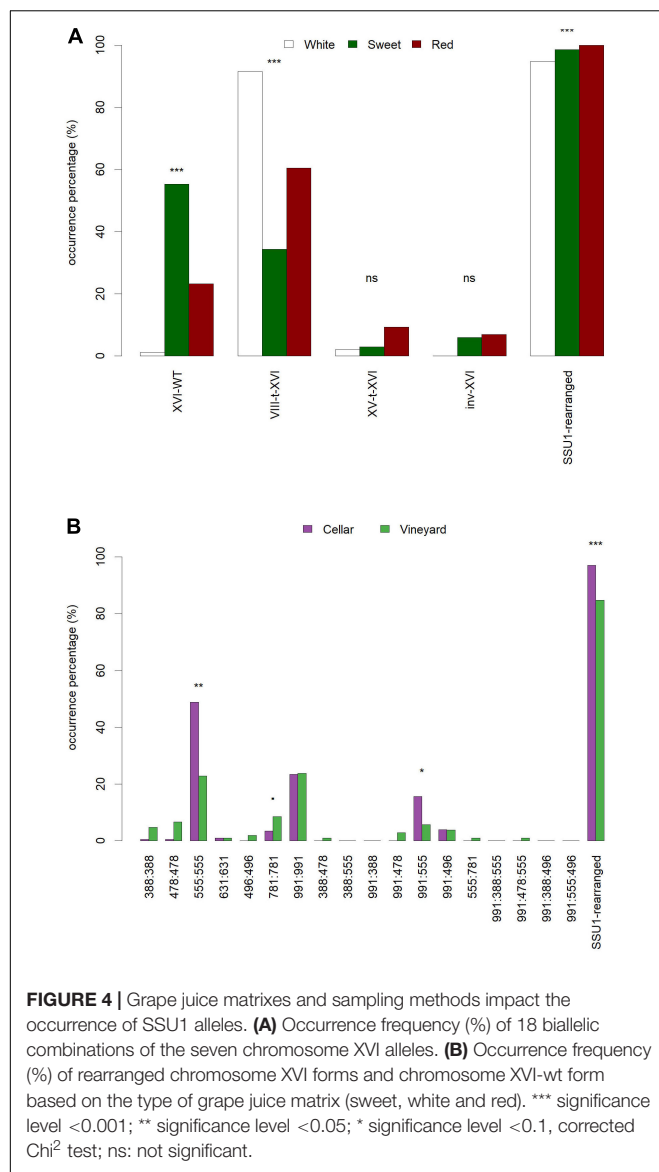 A
White Sweet Red
occurrence percentage (%)
0 20 40 60 80 100
*** *** ns ns ***
XVI-WT
VIII-t-XVI
XV-t-XVI
inv-XVI
SSU1-rearranged
B
Cellar Vineyard
occurrence percentage (%)
0 20 40 60 80 100
** • * ***
388:388
478:478
555:555
631:631
496:496
781:781
991:991
388:478
388:555
991:388
991:478
991:555
991:496
555:781
991:388:555
991:478:555
991:388:496
991:555:496
SSU1-rearranged
FIGURE 4 | Grape juice matrixes and sampling methods impact the
occurrence of SSU1 alleles. (A) Occurrence frequency (%) of 18 biallelic
combinations of the seven chromosome XVI alleles. (B) Occurrence frequency
(%) of rearranged chromosome XVI forms and chromosome XVI-wt form
based on the type of grape juice matrix (sweet, white and red). *** significance
level <0.001; ** significance level <0.05; * significance level <0.1, corrected
Chi² test; ns: not significant.